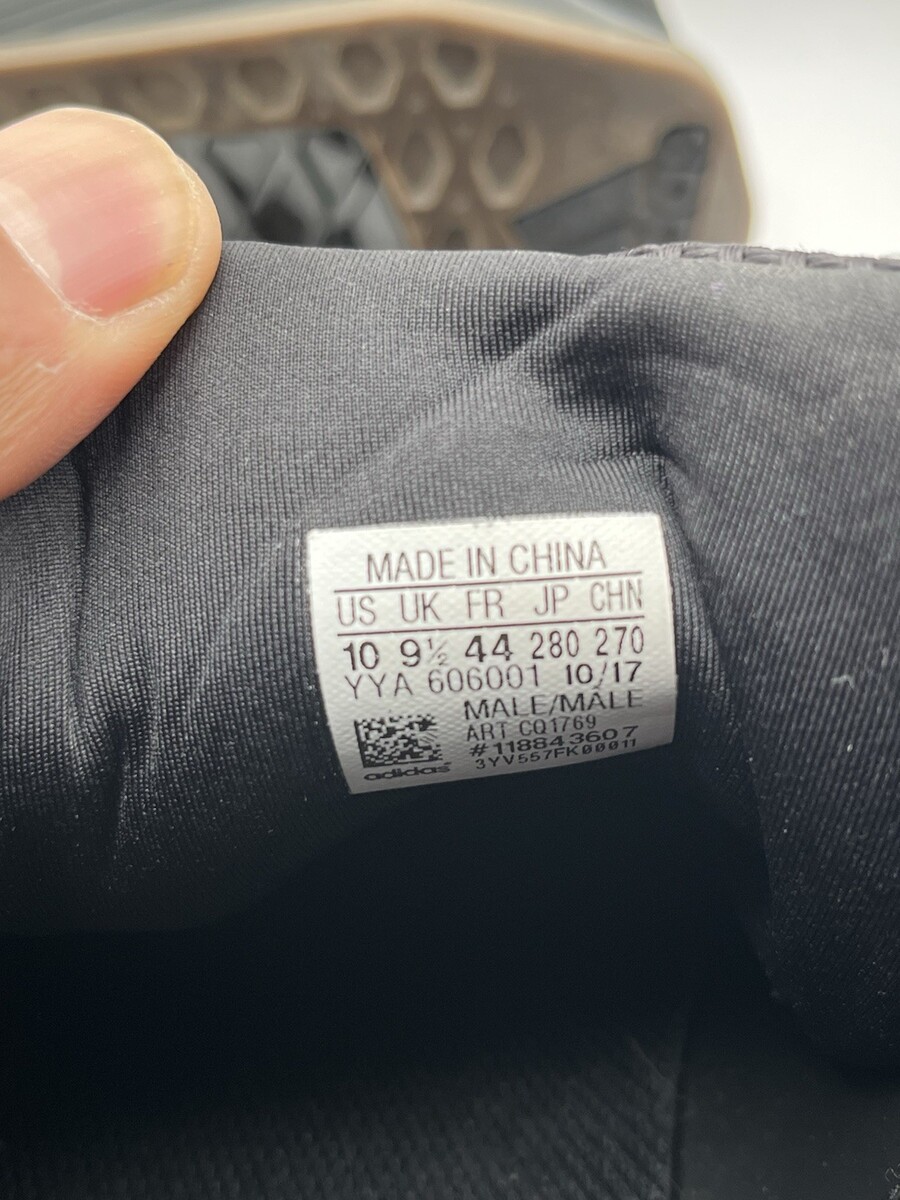 MADE IN CHINA
US UK FR JP CHN
10 9½ 44 280 270
YYA 606001 10/17
MALE/MÂLE
ART CQ1769
#118843607
3YV557FK00011
adidas